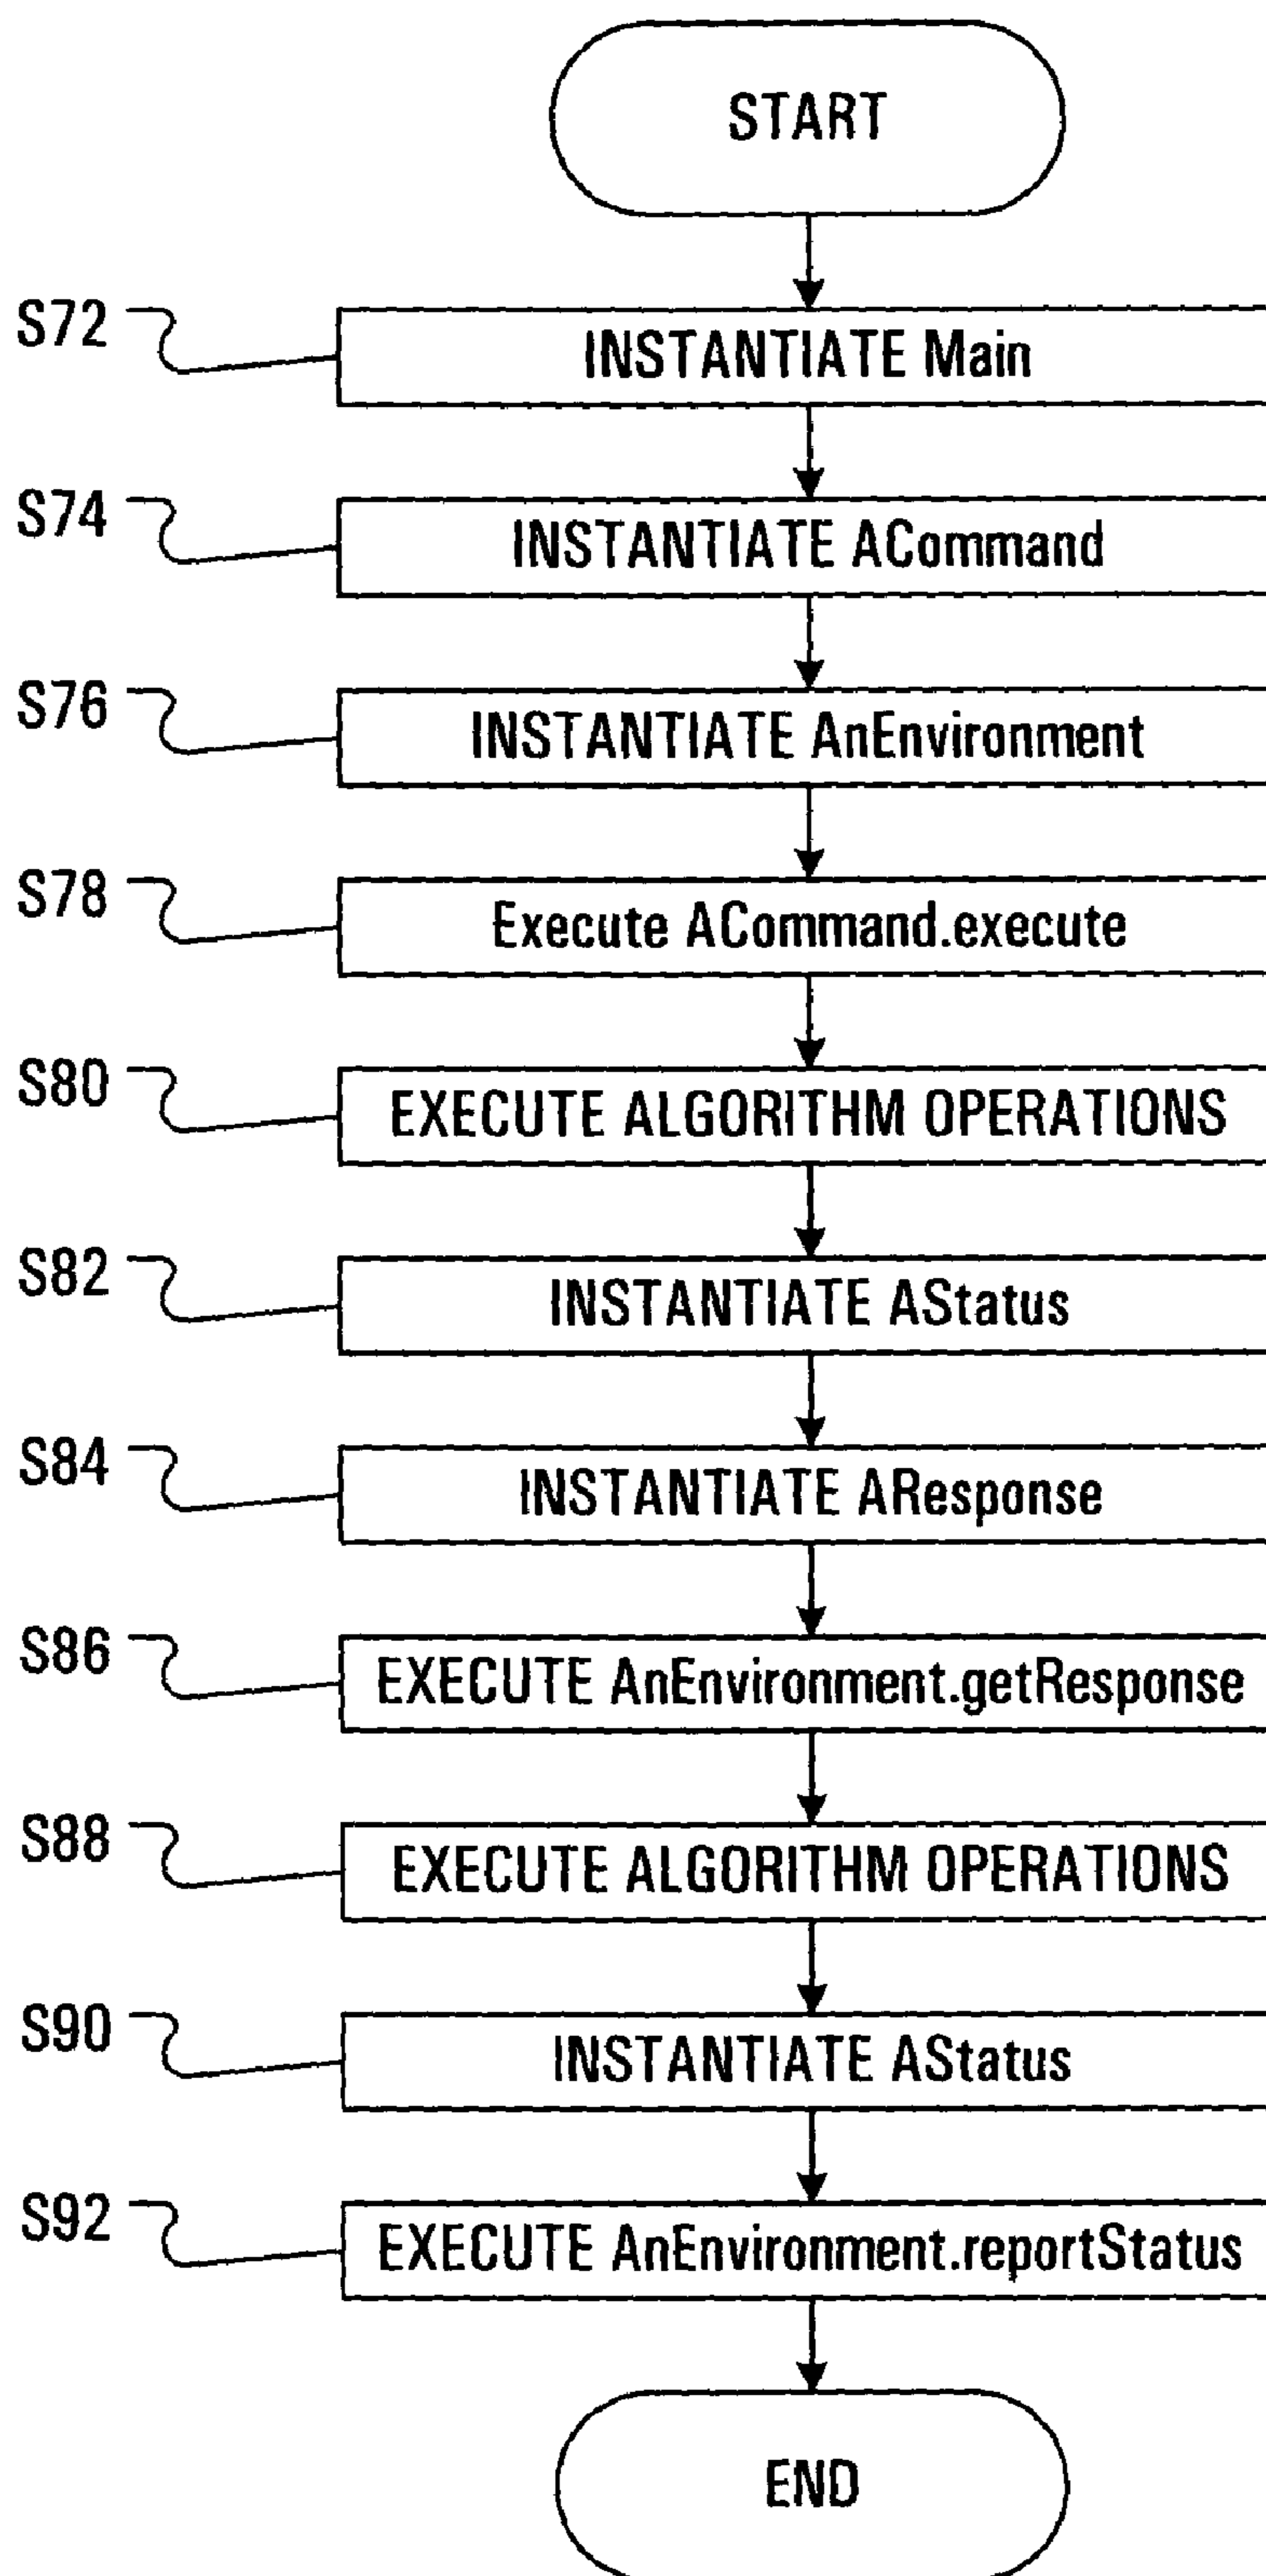 START
S72 INSTANTIATE Main
S74 INSTANTIATE ACommand
S76 INSTANTIATE AnEnvironment
S78 Execute ACommand.execute
S80 EXECUTE ALGORITHM OPERATIONS
S82 INSTANTIATE AStatus
S84 INSTANTIATE AResponse
S86 EXECUTE AnEnvironment.getResponse
S88 EXECUTE ALGORITHM OPERATIONS
S90 INSTANTIATE AStatus
S92 EXECUTE AnEnvironment.reportStatus
END